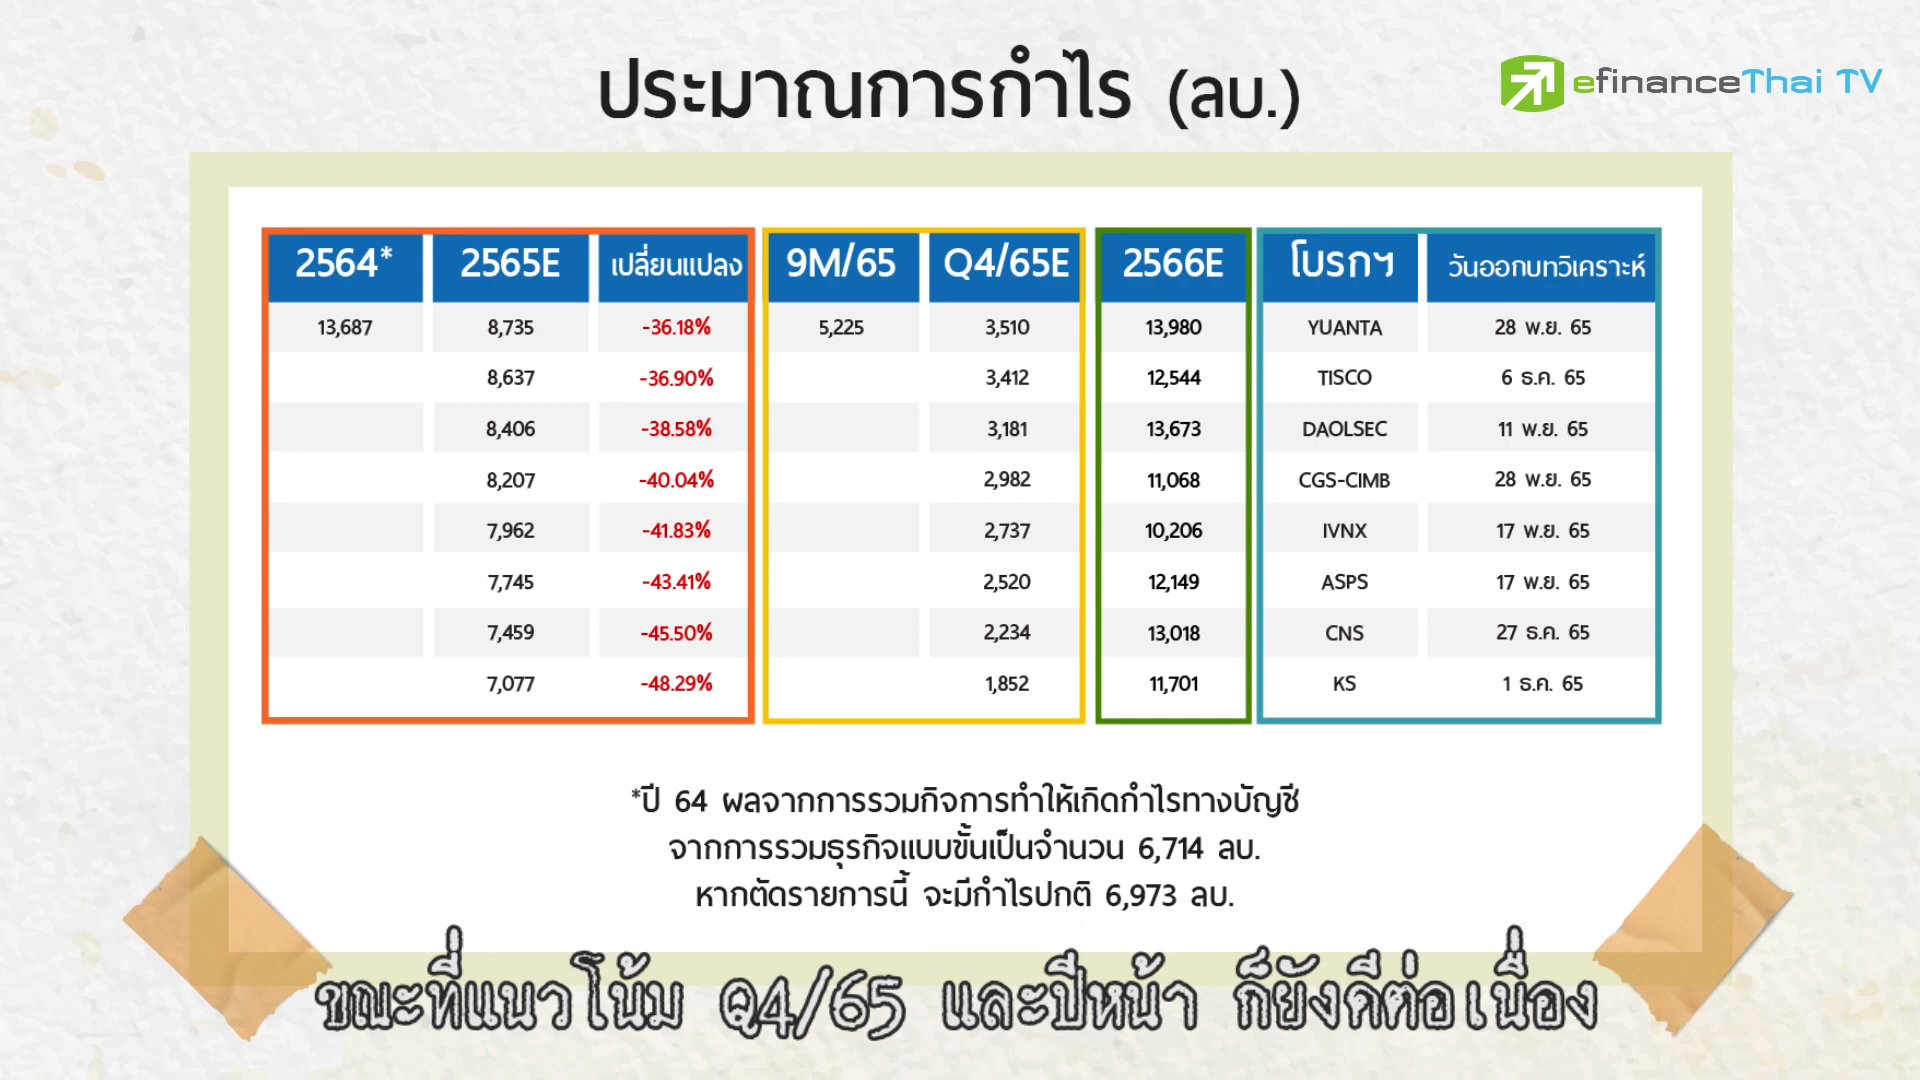 ประมาณการกำไร (ลบ.)
efinanceThai TV
2564* 2565E เปลี่ยนแปลง 9M/65 Q4/65E 2566E โบรกฯ วันออกบทวิเคราะห์
13,687 8,735 -36.18% 5,225 3,510 13,980 YUANTA 28 พ.ย. 65
8,637 -36.90% 3,412 12,544 TISCO 6 ธ.ค. 65
8,406 -38.58% 3,181 13,673 DAOLSEC 11 พ.ย. 65
8,207 -40.04% 2,982 11,068 CGS-CIMB 28 พ.ย. 65
7,962 -41.83% 2,737 10,206 IVNX 17 พ.ย. 65
7,745 -43.41% 2,520 12,149 ASPS 17 พ.ย. 65
7,459 -45.50% 2,234 13,018 CNS 27 ธ.ค. 65
7,077 -48.29% 1,852 11,701 KS 1 ธ.ค. 65
*ปี 64 ผลจากการรวมกิจการทำให้เกิดกำไรทางบัญชี
จากการรวมธุรกิจแบบขั้นเป็นจำนวน 6,714 ลบ.
หากตัดรายการนี้ จะมีกำไรปกติ 6,973 ลบ.
ขณะที่แนวโน้ม Q4/65 และปีหน้า ก็ยังดีต่อเนื่อง